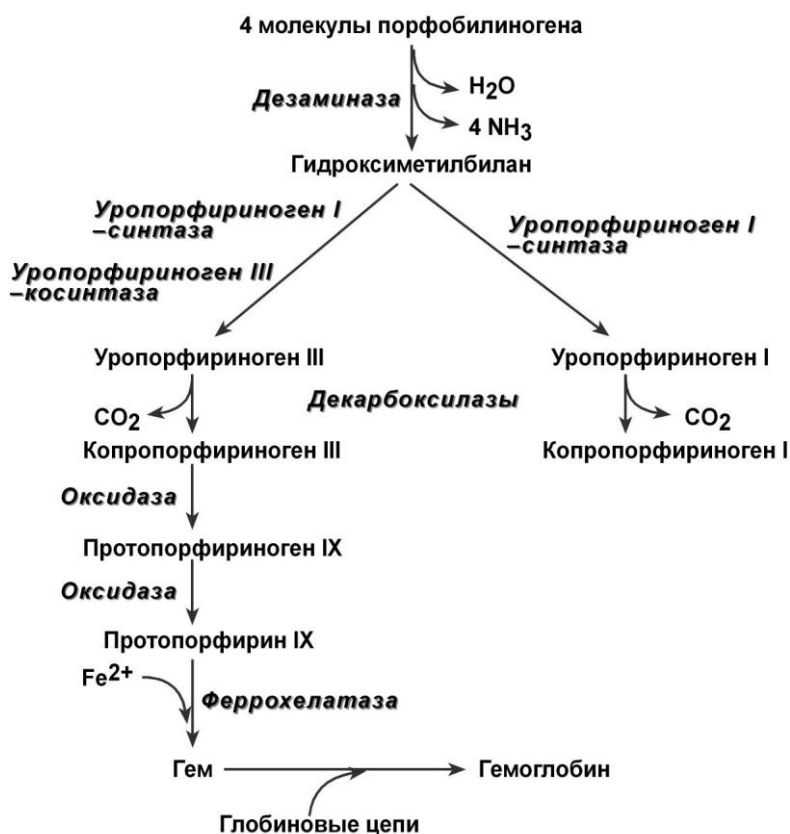 4 молекулы порфобилиногена
H2O
Дезаминаза
4 NH3
Гидроксиметилбилан
Уропорфириноген I
–синтаза
Уропорфириноген I
–синтаза
Уропорфириноген III
–косинтаза
Уропорфириноген III
Уропорфириноген I
Декарбоксилазы
CO2
CO2
Копропорфириноген III
Копропорфириноген I
Оксидаза
Протопорфириноген IX
Оксидаза
Протопорфирин IX
Fe2+
Феррохелатаза
Гем
Гемоглобин
Глобиновые цепи